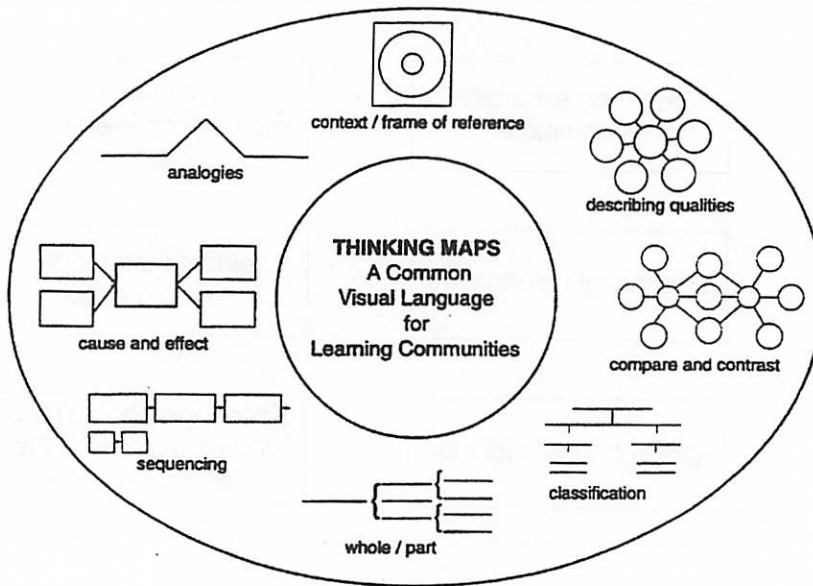 context / frame of reference
analogies
describing qualities
THINKING MAPS
A Common
Visual Language
for
Learning Communities
cause and effect
compare and contrast
sequencing
classification
whole / part